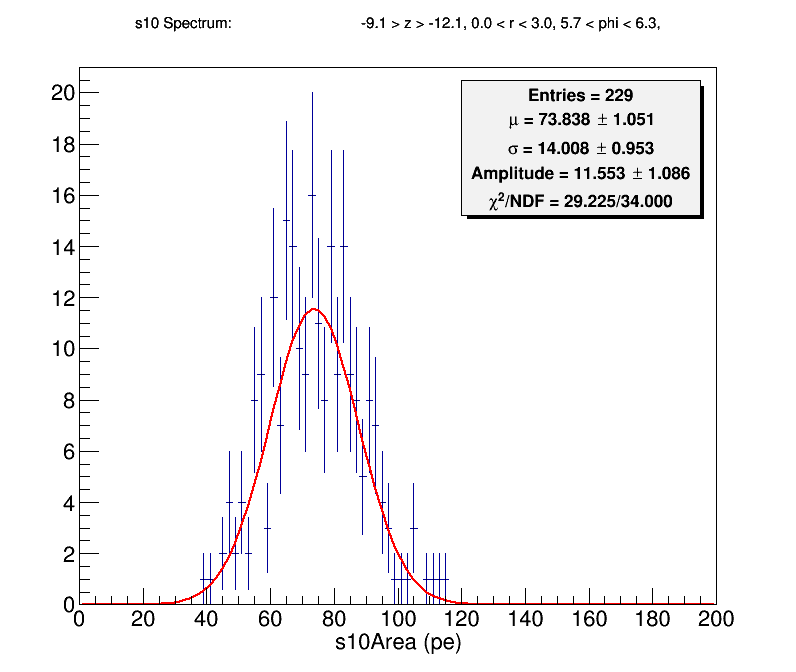 s10 Spectrum: -9.1 > z > -12.1, 0.0 < r < 3.0, 5.7 < phi < 6.3,
Entries = 229
μ = 73.838 ± 1.051
σ = 14.008 ± 0.953
Amplitude = 11.553 ± 1.086
χ²/NDF = 29.225/34.000
20
18
16
14
12
10
8
6
4
2
0
0 20 40 60 80 100 120 140 160 180 200
s10Area (pe)